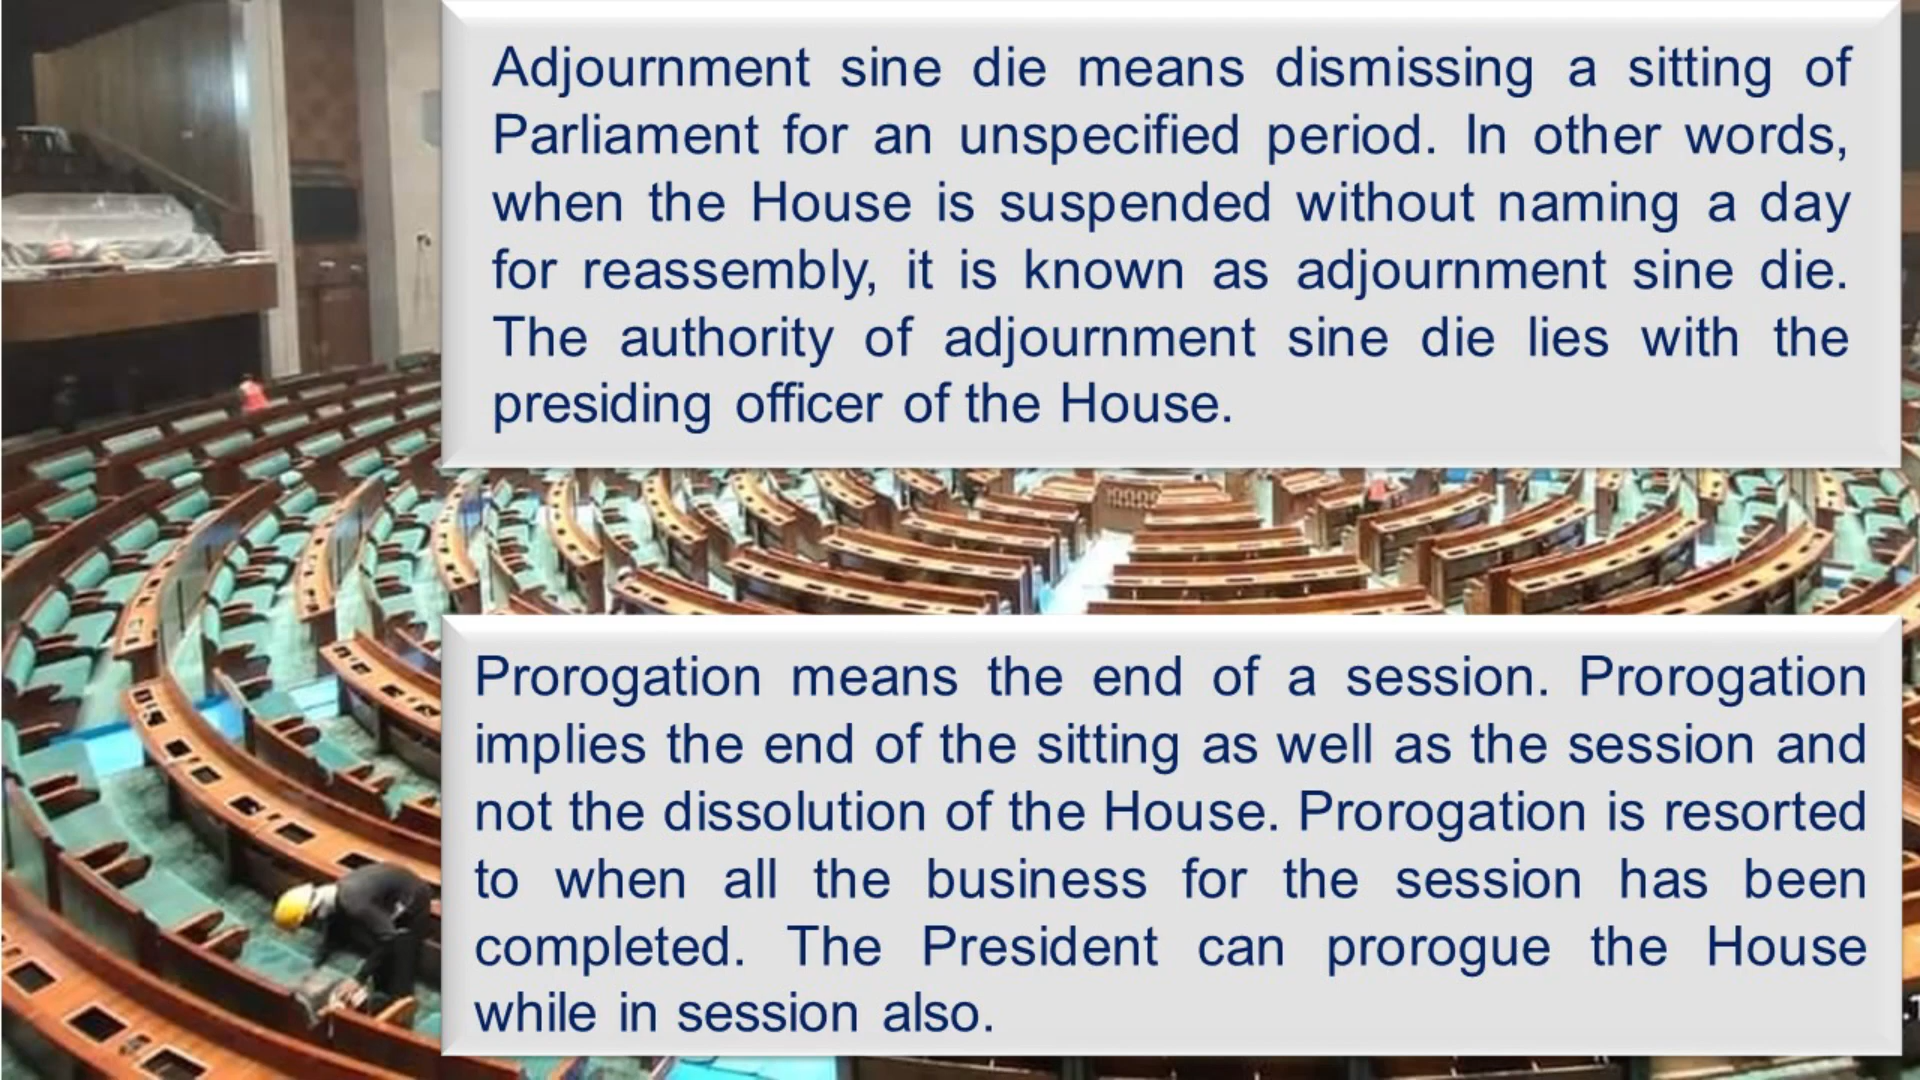 Adjournment sine die means dismissing a sitting of
Parliament for an unspecified period. In other words,
when the House is suspended without naming a day
for reassembly, it is known as adjournment sine die.
The authority of adjournment sine die lies with the
presiding officer of the House.
Prorogation means the end of a session. Prorogation
implies the end of the sitting as well as the session and
not the dissolution of the House. Prorogation is resorted
to when all the business for the session has been
completed. The President can prorogue the House
while in session also.